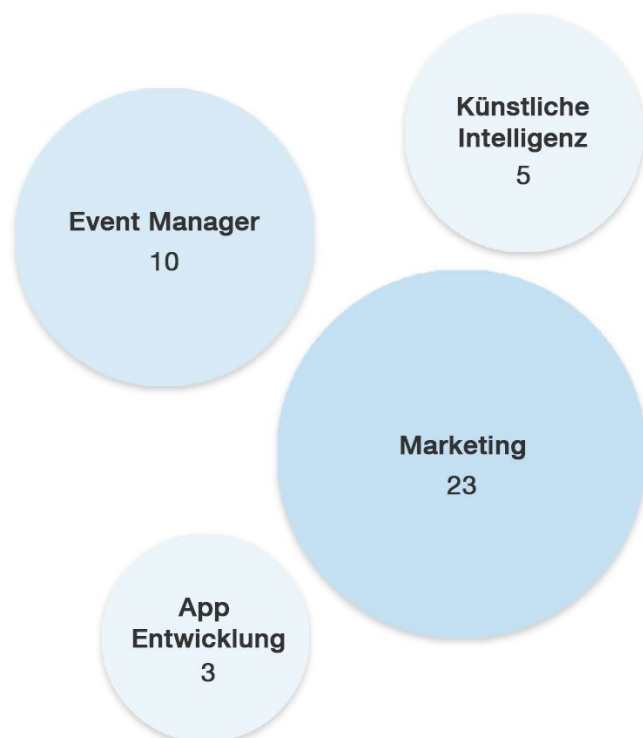 Künstliche
Intelligenz
5
Event Manager
10
Marketing
23
App
Entwicklung
3